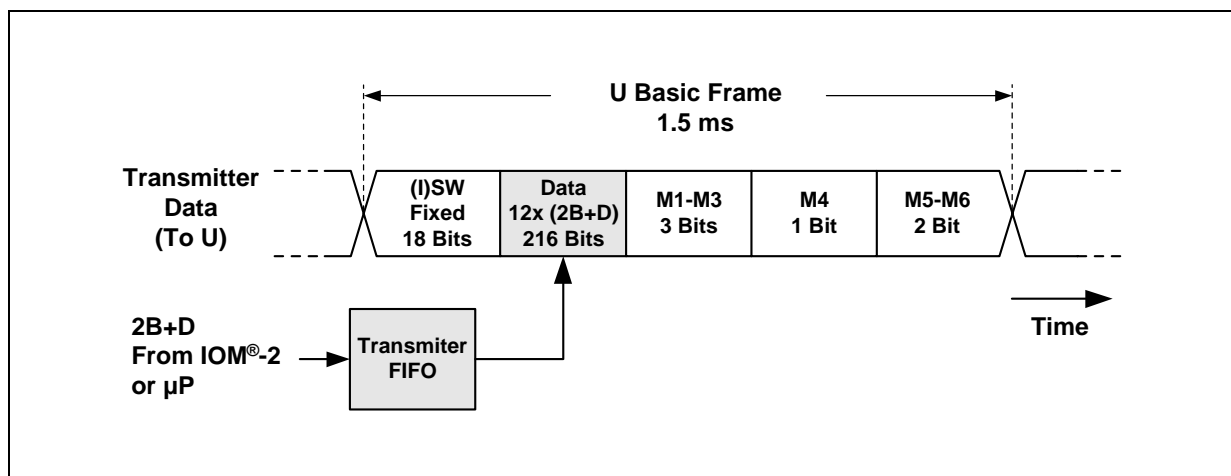 U Basic Frame
1.5 ms
Transmitter
Data
(To U)
(I)SW
Fixed
18 Bits
Data
12x (2B+D)
216 Bits
M1-M3
3 Bits
M4
1 Bit
M5-M6
2 Bit
Time
2B+D
From IOM®-2
or µP
Transmiter
FIFO